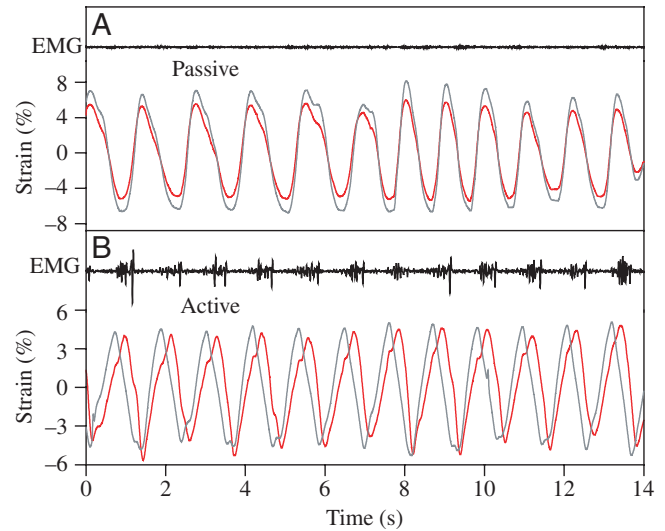 A
EMG
Passive
8
4
0
−4
−8
Strain (%)
B
EMG
Active
6
3
0
−3
−6
Strain (%)
0 2 4 6 8 10 12 14
Time (s)